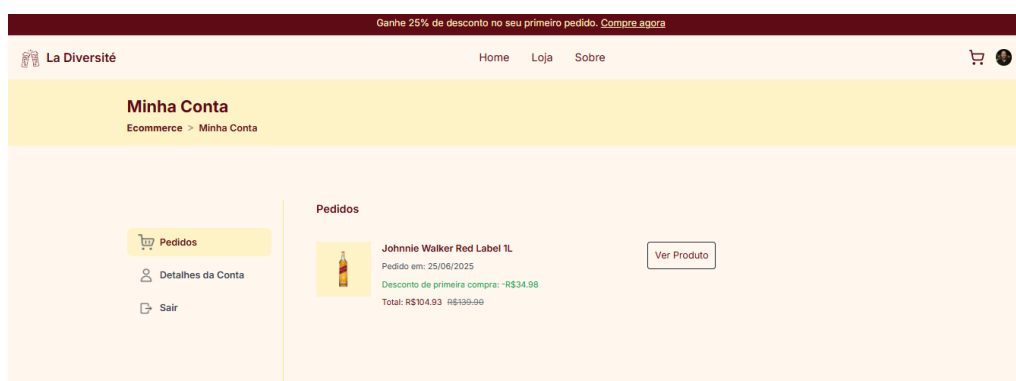 Ganhe 25% de desconto no seu primeiro pedido. Compre agora
La Diversité
Home Loja Sobre
Minha Conta
Ecommerce > Minha Conta
Pedidos
Detalhes da Conta
Sair
Pedidos
Johnnie Walker Red Label 1L
Pedido em: 25/06/2025
Desconto de primeira compra: -R$34.98
Total: R$104.93 R$139.90
Ver Produto